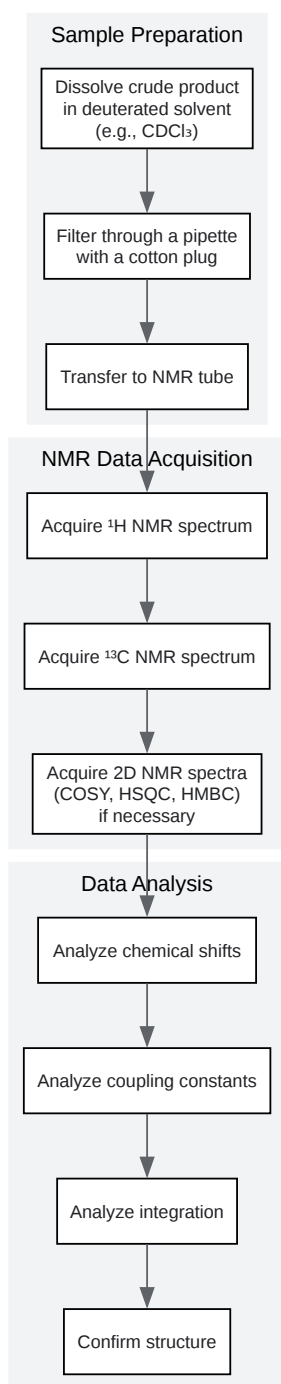 Sample Preparation
Dissolve crude product
in deuterated solvent
(e.g., CDCl₃)
Filter through a pipette
with a cotton plug
Transfer to NMR tube
NMR Data Acquisition
Acquire ¹H NMR spectrum
Acquire ¹³C NMR spectrum
Acquire 2D NMR spectra
(COSY, HSQC, HMBC)
if necessary
Data Analysis
Analyze chemical shifts
Analyze coupling constants
Analyze integration
Confirm structure